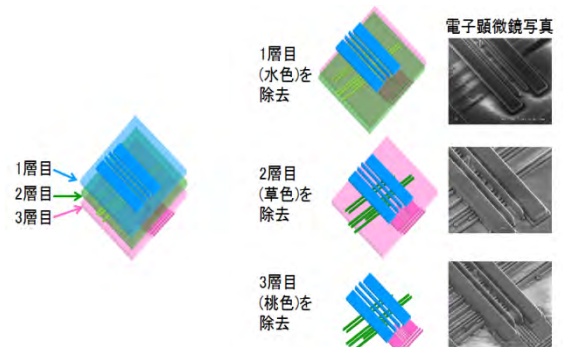 電子顕微鏡写真
1層目
(水色)を
除去
1層目
2層目
3層目
2層目
(草色)を
除去
3層目
(桃色)を
除去